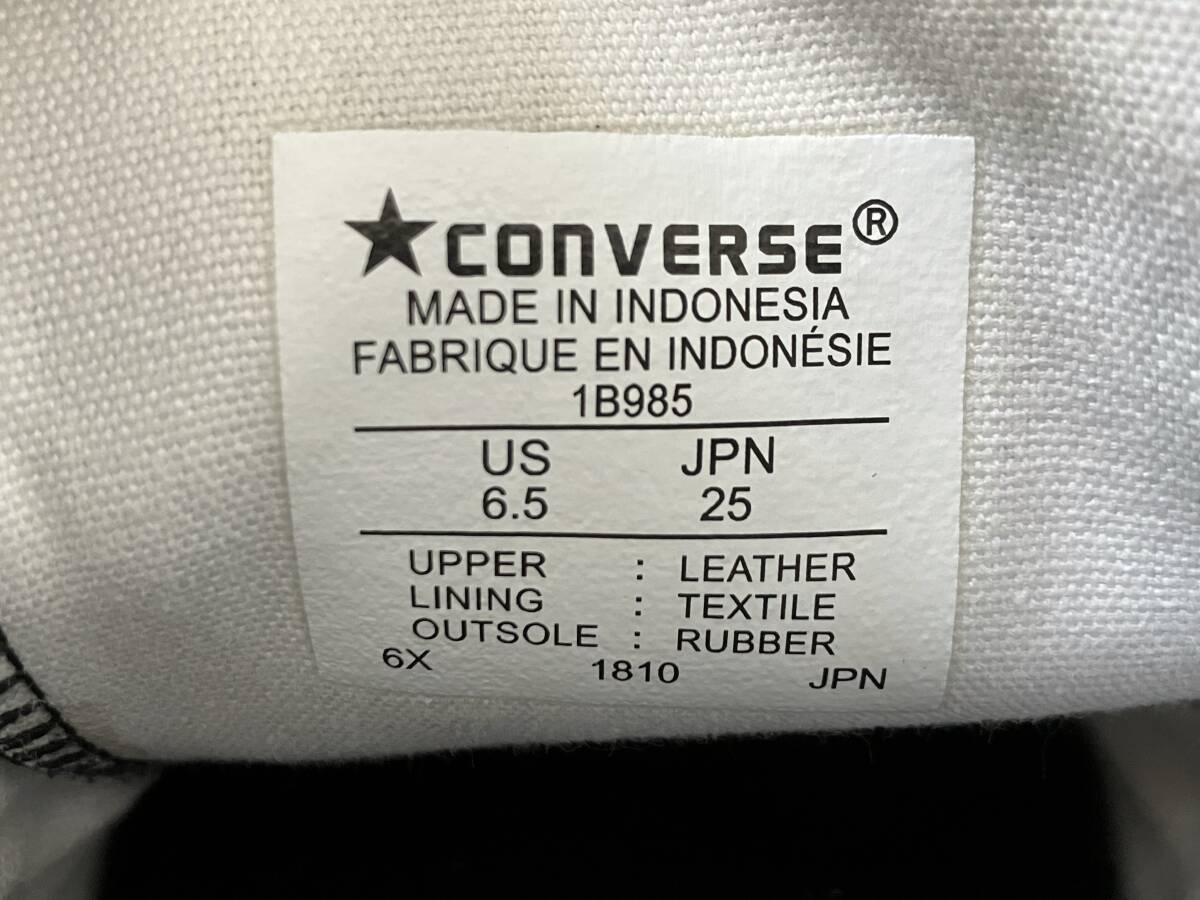 ★CONVERSE®
MADE IN INDONESIA
FABRIQUE EN INDONÉSIE
1B985
US JPN
6.5 25
UPPER : LEATHER
LINING : TEXTILE
OUTSOLE : RUBBER
6X 1810 JPN